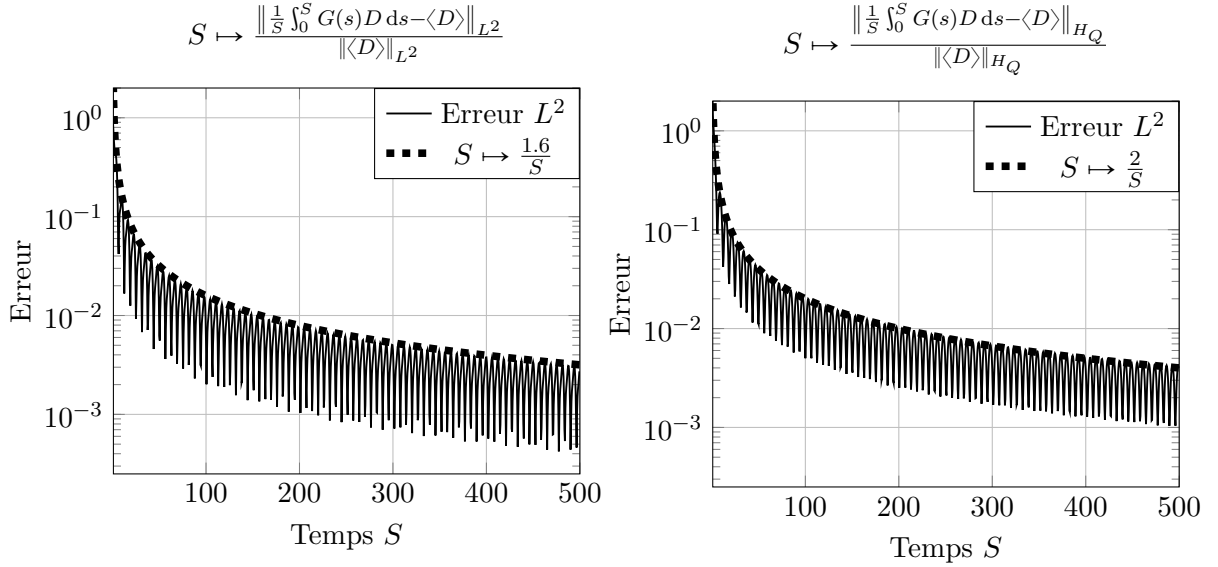 S ↦ ‖ 1/S ∫₀ˢ G(s)D ds−⟨D⟩ ‖_{L²} / ‖⟨D⟩‖_{L²}
Erreur L²
S ↦ 1.6/S
10⁰
10⁻¹
10⁻²
10⁻³
100
200
300
400
500
Temps S
Erreur
S ↦ ‖ 1/S ∫₀ˢ G(s)D ds−⟨D⟩ ‖_{H_Q} / ‖⟨D⟩‖_{H_Q}
Erreur L²
S ↦ 2/S
10⁰
10⁻¹
10⁻²
10⁻³
100
200
300
400
500
Temps S
Erreur